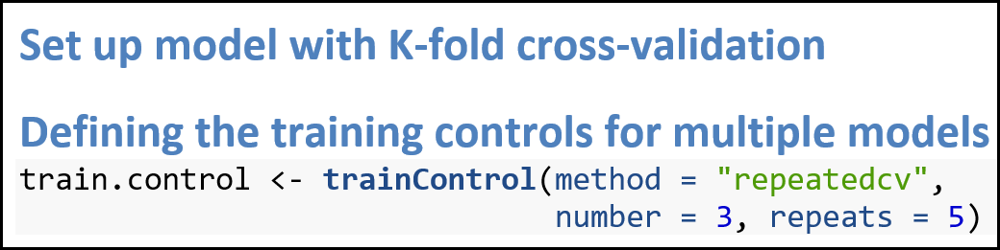 Set up model with K-fold cross-validation
Defining the training controls for multiple models
train.control <- trainControl(method = "repeatedcv",
number = 3, repeats = 5)